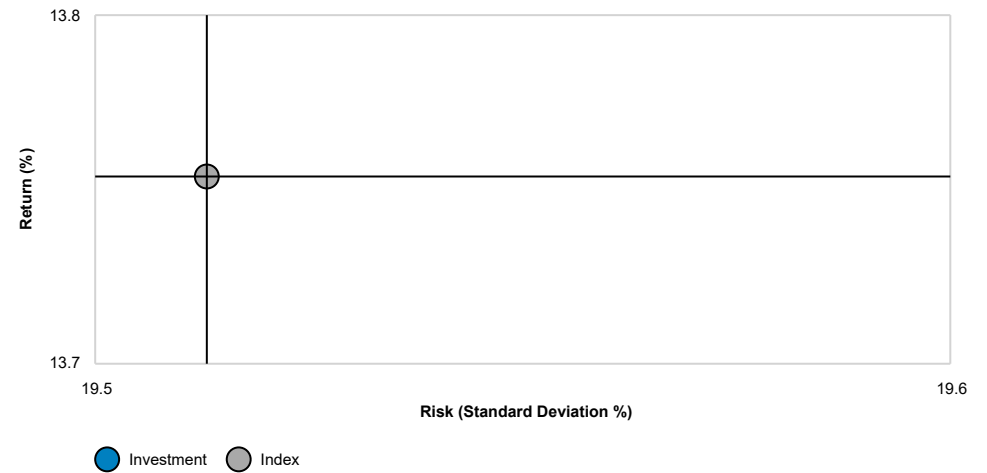 13.8
Return (%)
13.7
19.5 19.6
Risk (Standard Deviation %)
Investment Index